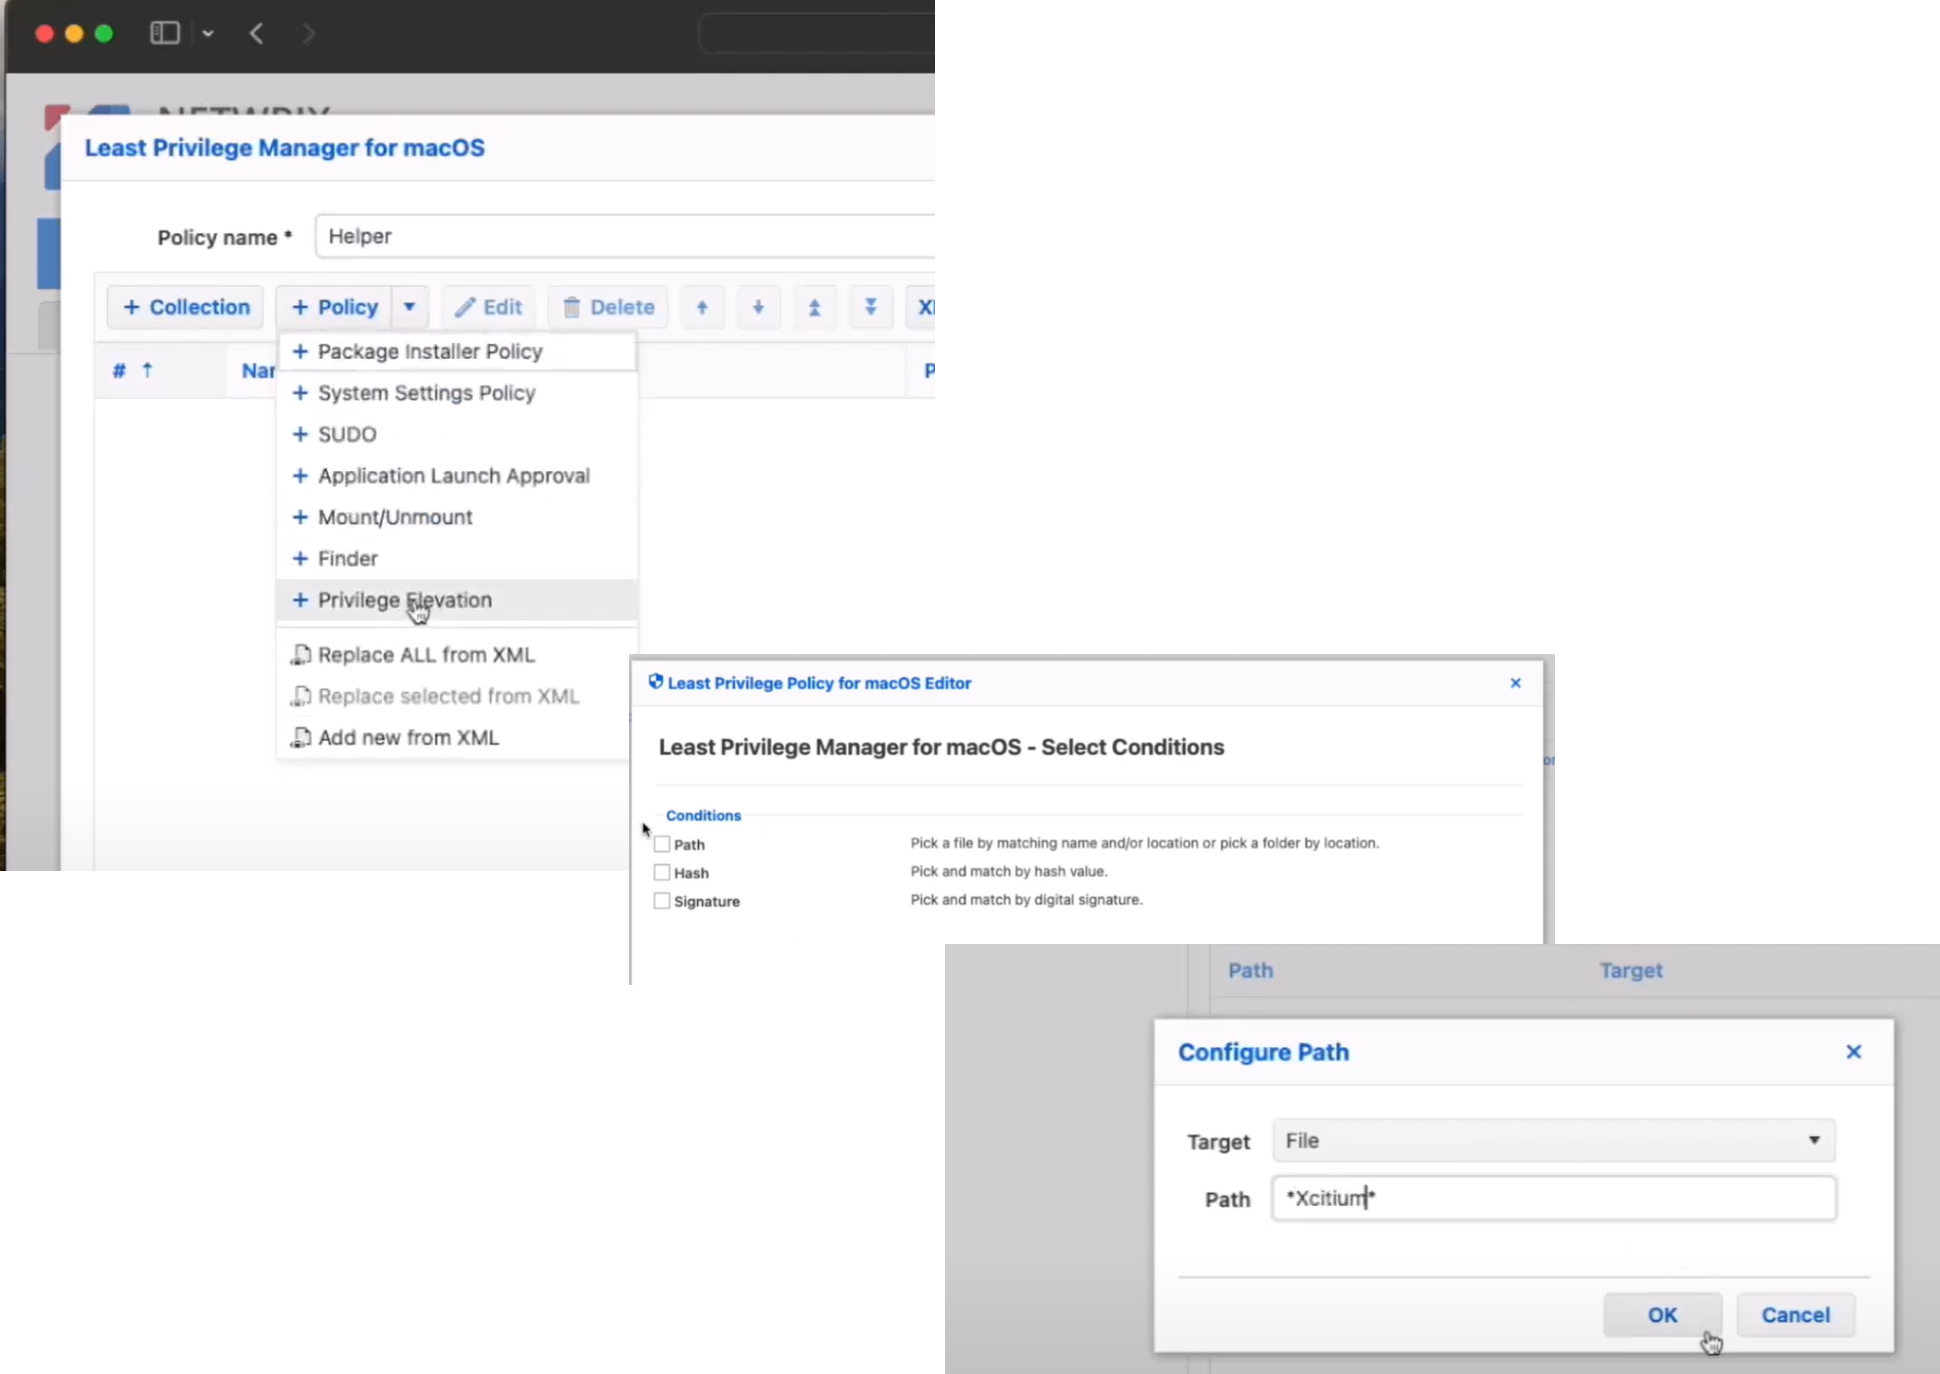 NETWRIX
Least Privilege Manager for macOS
Policy name *
Helper
+ Collection
+ Policy
Edit
Delete
# ↑
+ Package Installer Policy
+ System Settings Policy
+ SUDO
+ Application Launch Approval
+ Mount/Unmount
+ Finder
+ Privilege Elevation
Replace ALL from XML
Replace selected from XML
Add new from XML
Least Privilege Policy for macOS Editor
Least Privilege Manager for macOS - Select Conditions
Conditions
Path
Pick a file by matching name and/or location or pick a folder by location.
Hash
Pick and match by hash value.
Signature
Pick and match by digital signature.
Path
Target
Configure Path
Target
File
Path
*Xcitium*
OK
Cancel